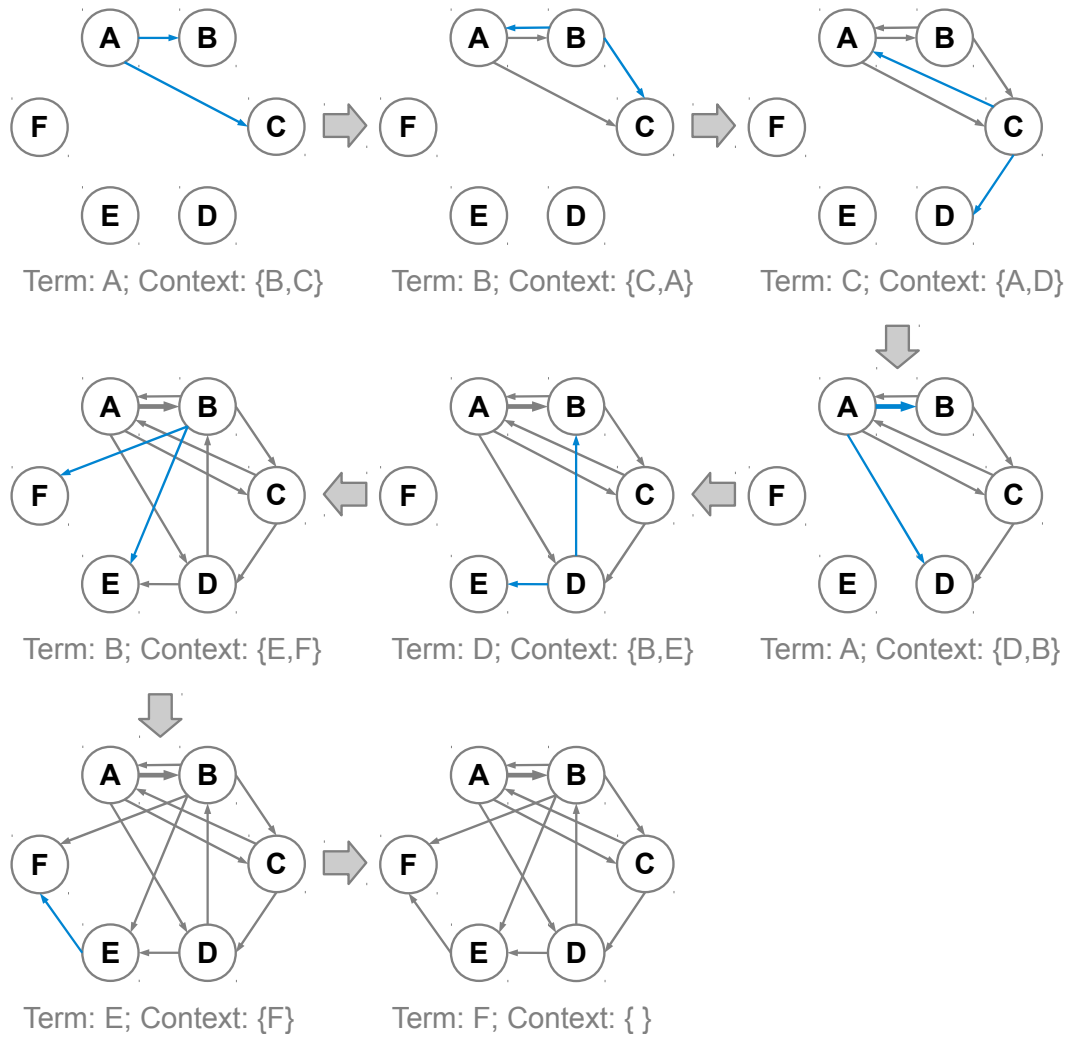 A B
F C
E D
Term: A; Context: {B,C}
A B
F C
E D
Term: B; Context: {C,A}
A B
F C
E D
Term: C; Context: {A,D}
A B
F C
E D
Term: A; Context: {D,B}
A B
F C
E D
Term: D; Context: {B,E}
A B
F C
E D
Term: B; Context: {E,F}
A B
F C
E D
Term: E; Context: {F}
A B
F C
E D
Term: F; Context: { }